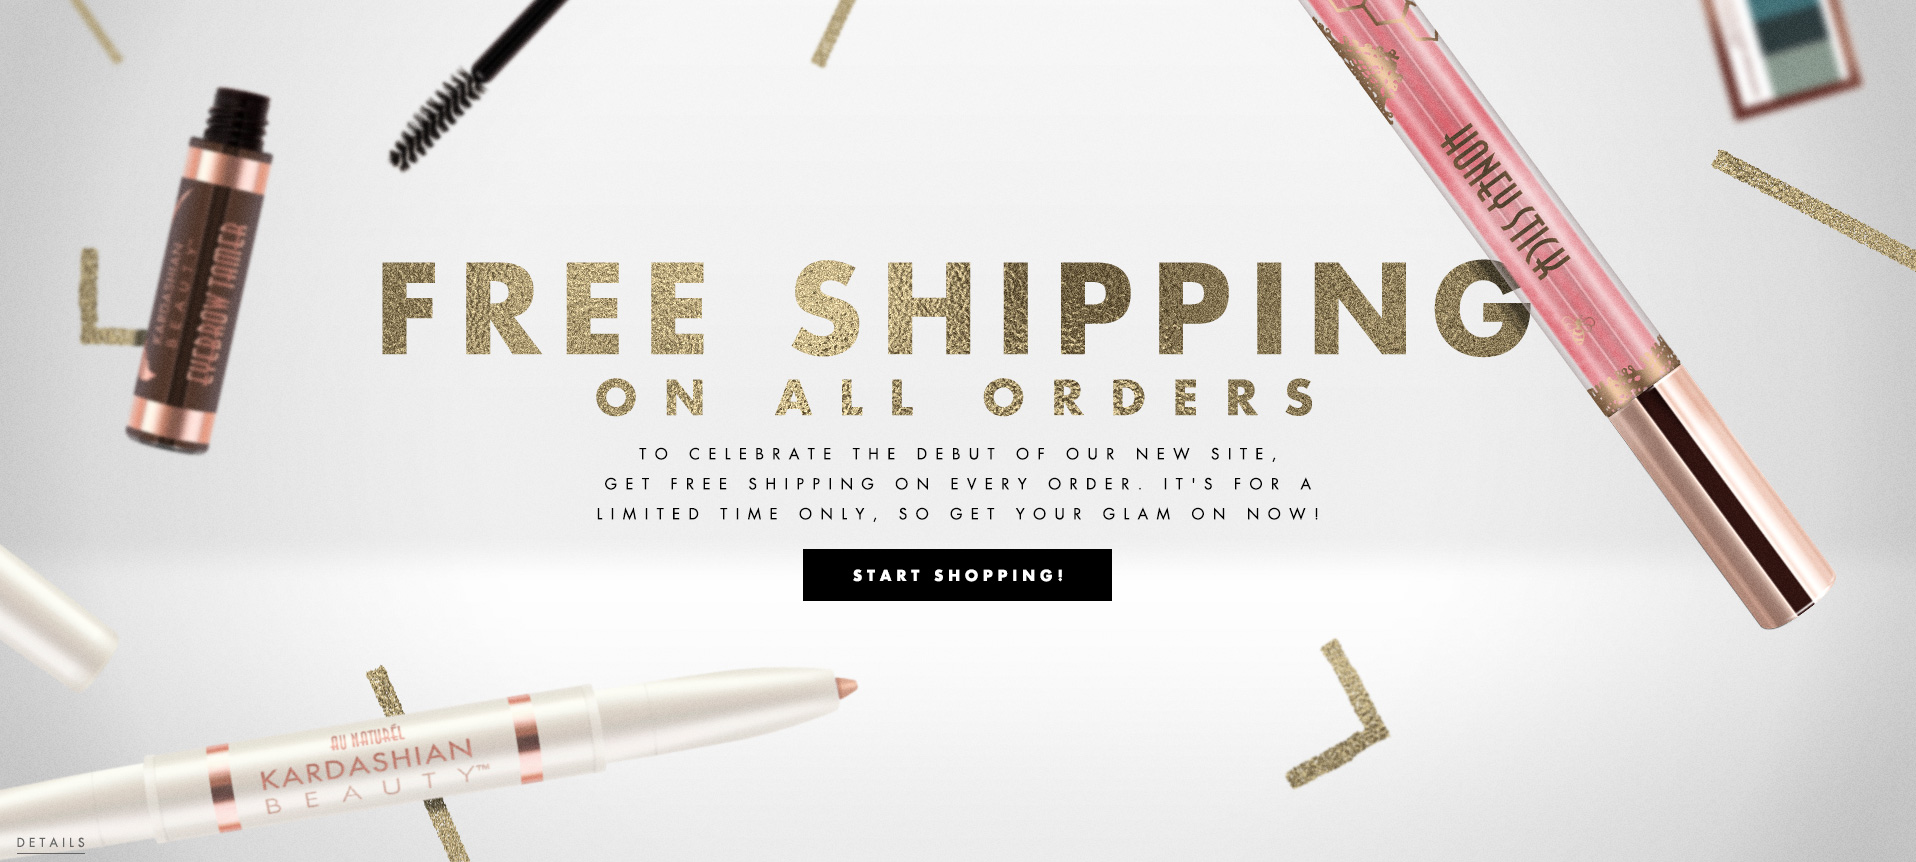 FREE SHIPPING
ON ALL ORDERS
TO CELEBRATE THE DEBUT OF OUR NEW SITE,
GET FREE SHIPPING ON EVERY ORDER. IT'S FOR A
LIMITED TIME ONLY, SO GET YOUR GLAM ON NOW!
START SHOPPING!
HONEY STICK
KARDASHIAN
BEAUTY
EYEBROW TAMER
AU NATURÉL
KARDASHIAN
BEAUTY™
DETAILS